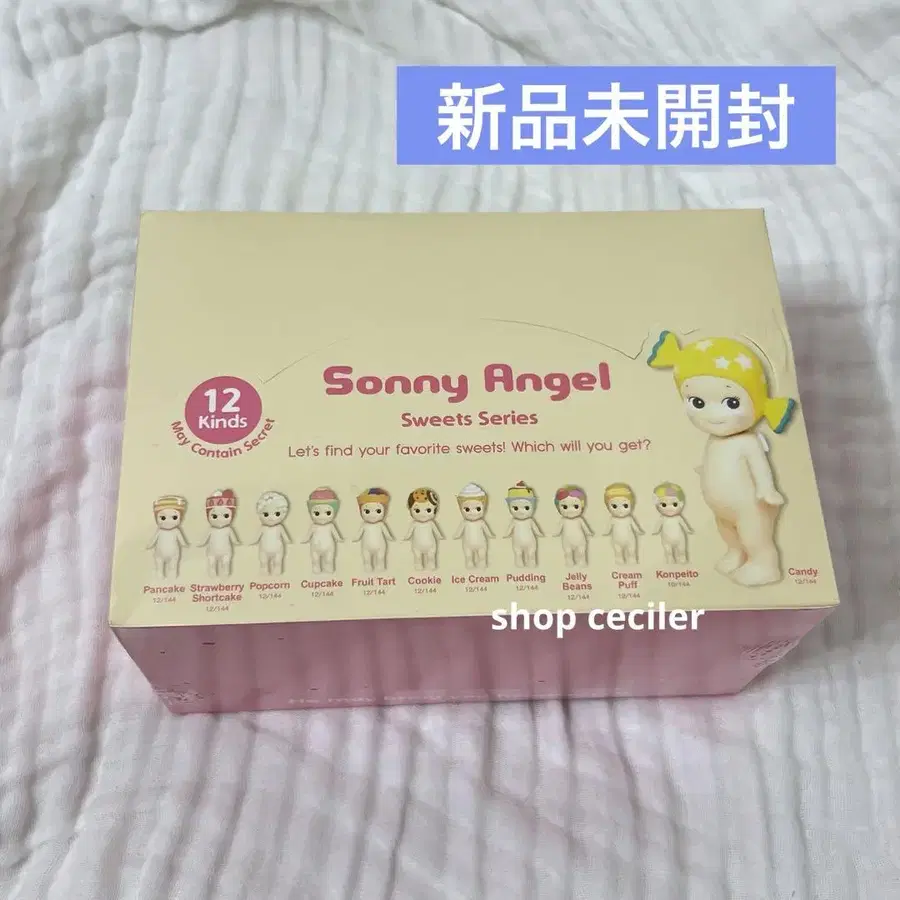 新品未開封
12
Kinds
May Contain Secret
Sonny Angel
Sweets Series
Let's find your favorite sweets! Which will you get?
Pancake
12/144
Strawberry
Shortcake
12/144
Popcorn
12/144
Cupcake
12/144
Fruit Tart
12/144
Cookie
12/144
Ice Cream
12/144
Pudding
12/144
Jelly
Beans
12/144
Cream
Puff
12/144
Konpeito
Candy
12/144
shop ceciler